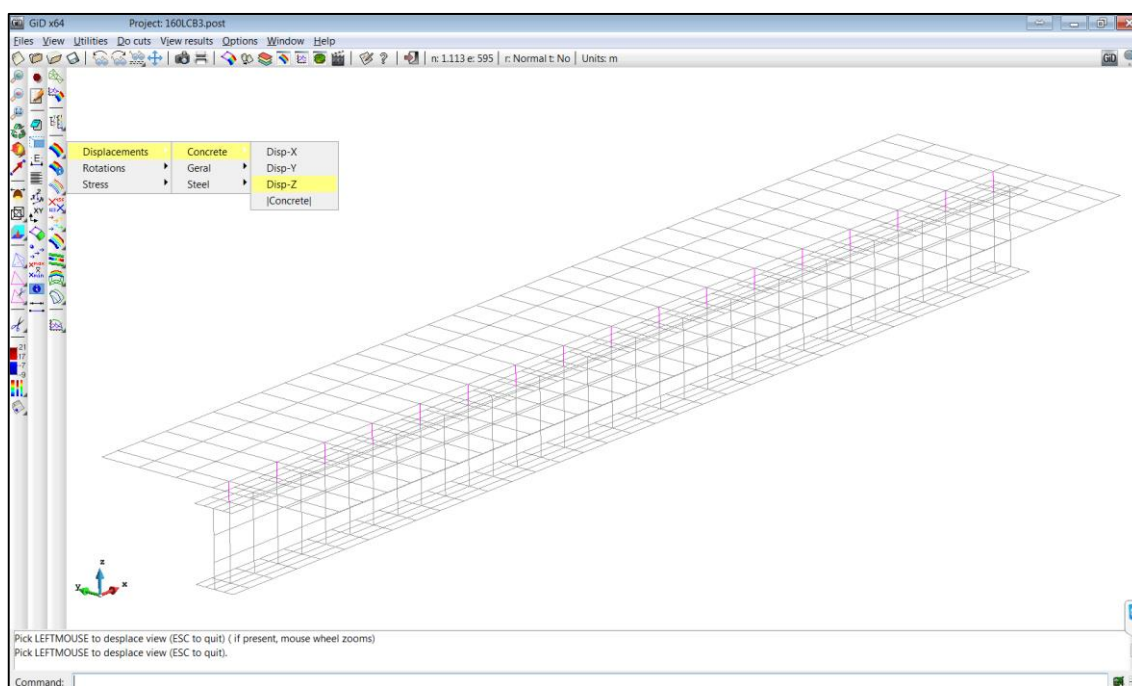 GiD x64 Project: 160LCB3.post
Files View Utilities Do cuts View results Options Window Help
n: 1.113 e: 595 r: Normal t: No Units: m
GiD
Displacements Concrete Disp-X
Rotations Geral Disp-Y
Stress Steel Disp-Z
|Concrete|
z
y x
Pick LEFTMOUSE to desplace view (ESC to quit) ( if present, mouse wheel zooms)
Pick LEFTMOUSE to desplace view (ESC to quit).
Command: